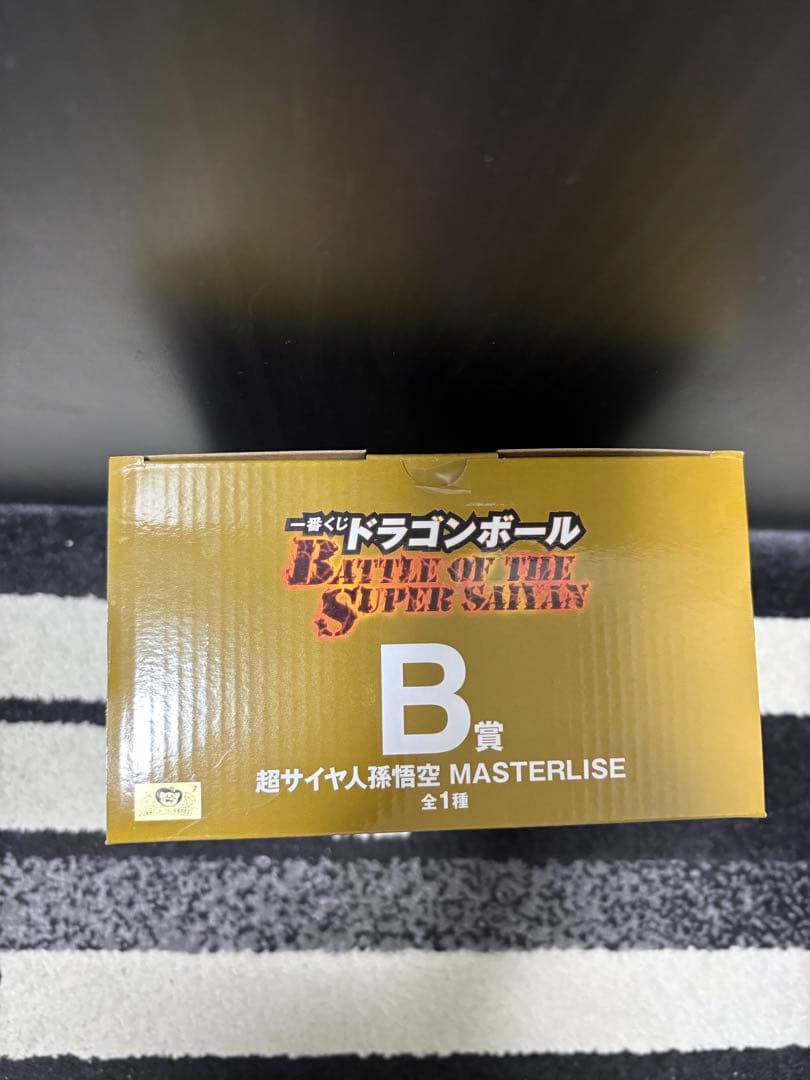 一番くじ ドラゴンボール
BATTLE OF THE
SUPER SAIYAN
B賞
超サイヤ人孫悟空 MASTERLISE
全1種
7